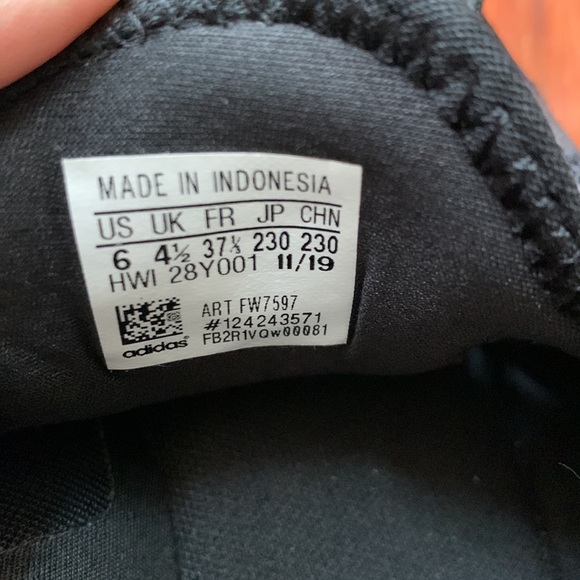 MADE IN INDONESIA
US UK FR JP CHN
6 4½ 37⅓ 230 230
HWI 28Y001 11/19
ART FW7597
#124243571
FB2R1VQw00081
adidas